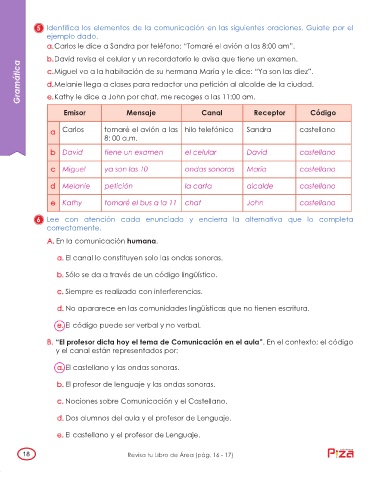 Gramática
5 Identifica los elementos de la comunicación en las siguientes oraciones. Guíate por el
ejemplo dado.
a. Carlos le dice a Sandra por teléfono: "Tomaré el avión a las 8:00 am".
b. David revisa el celular y un recordatorio le avisa que tiene un examen.
c. Miguel va a la habitación de su hermana María y le dice: "Ya son las diez".
d. Melanie llega a clases para redactar una petición al alcalde de la ciudad.
e. Kathy le dice a John por chat, me recoges a las 11:00 am.
Emisor Mensaje Canal Receptor Código
a Carlos tomaré el avión a las hilo telefónico Sandra castellano
8: 00 a.m.
b David tiene un examen el celular David castellano
c Miguel ya son las 10 ondas sonoras María castellano
d Melanie petición la carta alcalde castellano
e Kathy tomaré el bus a la 11 chat John castellano
6 Lee con atención cada enunciado y encierra la alternativa que lo completa
correctamente.
A. En la comunicación humana.
a. El canal lo constituyen solo las ondas sonoras.
b. Sólo se da a través de un código lingüístico.
c. Siempre es realizado con interferencias.
d. No apararece en las comunidades lingüísticas que no tienen escritura.
e. El código puede ser verbal y no verbal.
B. "El profesor dicta hoy el tema de Comunicación en el aula". En el contexto: el código
y el canal están representados por:
a. El castellano y las ondas sonoras.
b. El profesor de lenguaje y las ondas sonoras.
c. Nociones sobre Comunicación y el Castellano.
d. Dos alumnos del aula y el profesor de Lenguaje.
e. El castellano y el profesor de Lenguaje.
18 Revisa tu Libro de Área (pág. 16 - 17)